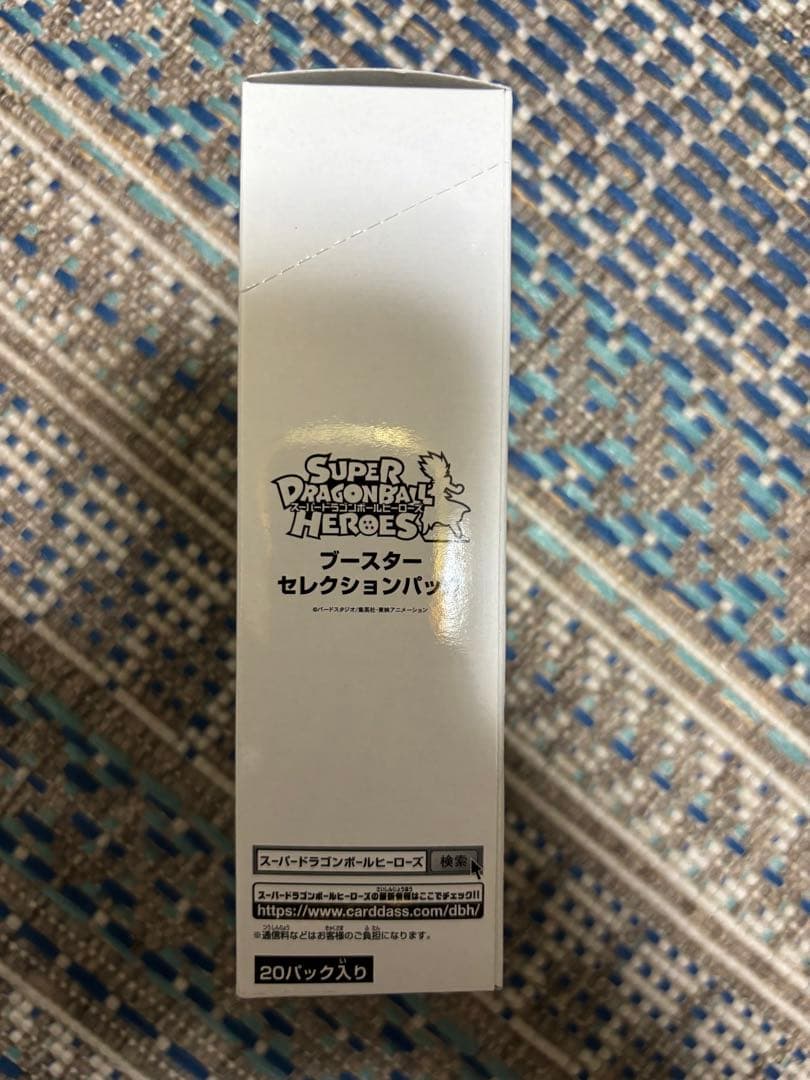 SUPER
DRAGONBALL
スーパードラゴンボールヒーローズ
HEROES
ブースター
セレクションパッ
©バードスタジオ/集英社・東映アニメーション
スーパードラゴンボールヒーローズ 検索
スーパードラゴンボールヒーローズの最新情報はここでチェック!!
https://www.carddass.com/dbh/
※通信料などはお客様のご負担になります。
20パック入り